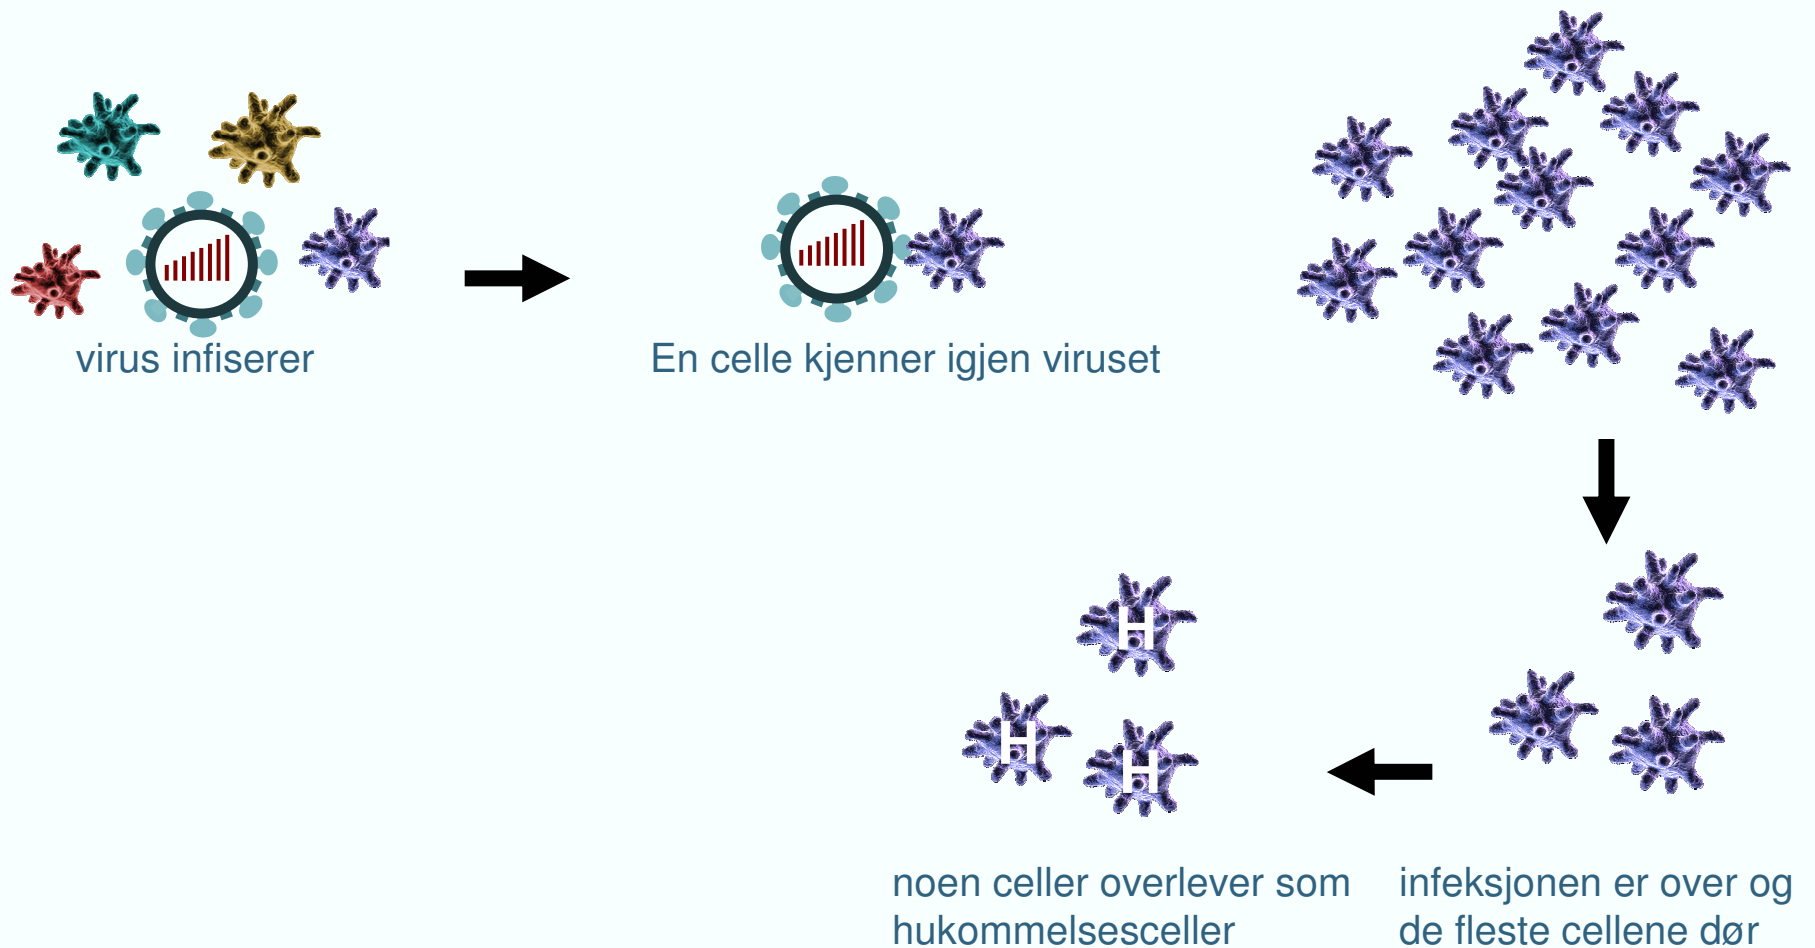 virus infiserer
En celle kjenner igjen viruset
H
H
H
noen celler overlever som
hukommelsesceller
infeksjonen er over og
de fleste cellene dør